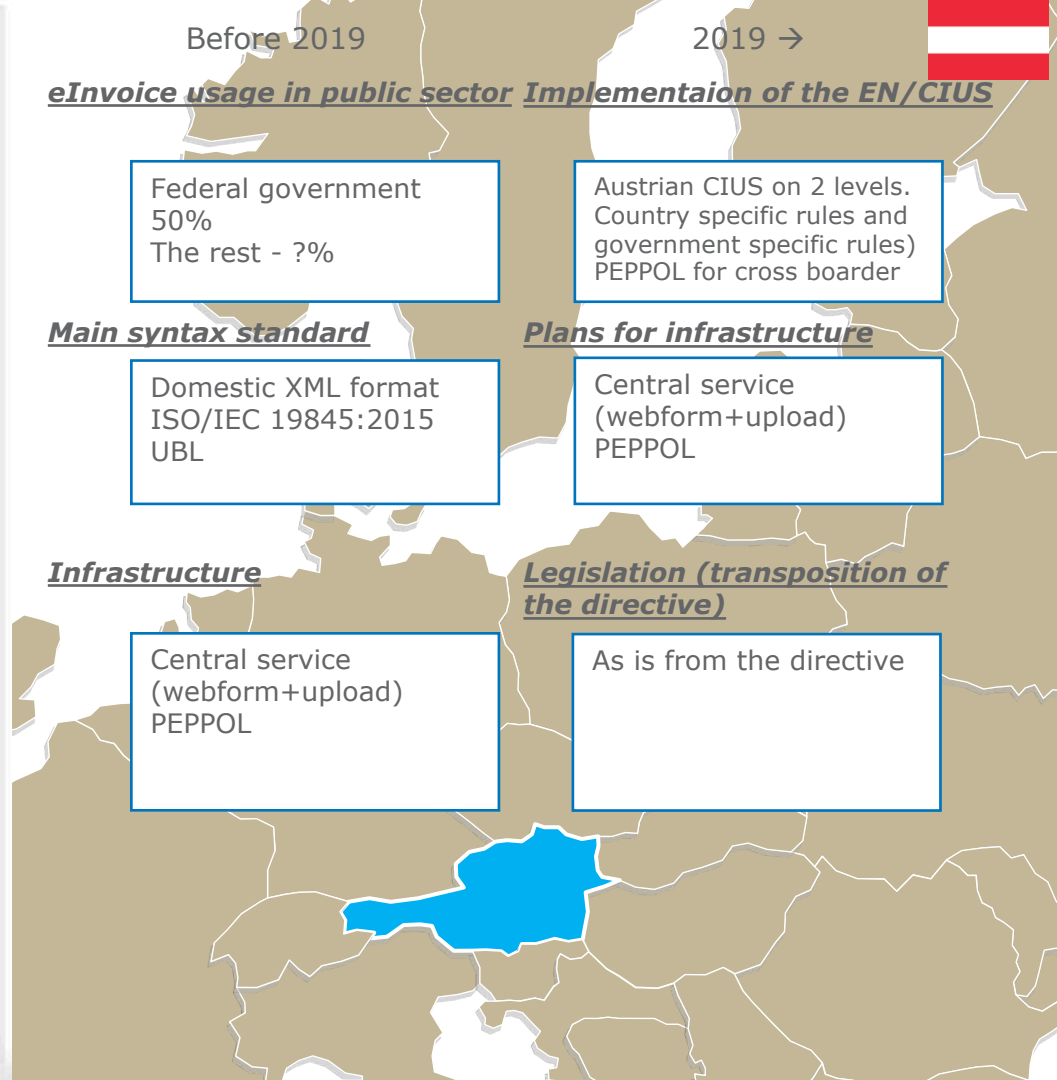 Before 2019
2019 →
eInvoice usage in public sector
Implementaion of the EN/CIUS
Federal government
50%
The rest - ?%
Austrian CIUS on 2 levels.
Country specific rules and
government specific rules)
PEPPOL for cross boarder
Main syntax standard
Plans for infrastructure
Domestic XML format
ISO/IEC 19845:2015
UBL
Central service
(webform+upload)
PEPPOL
Infrastructure
Legislation (transposition of
the directive)
Central service
(webform+upload)
PEPPOL
As is from the directive